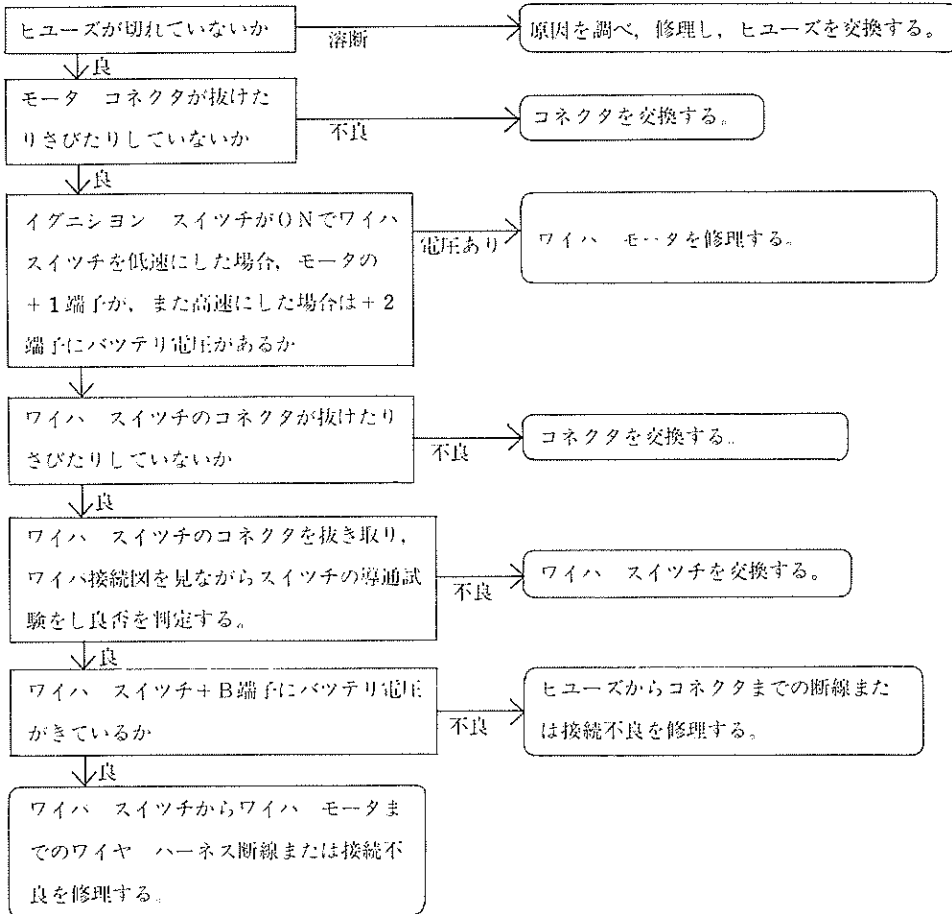 ヒユーズが切れていないか
溶断
原因を調べ，修理し，ヒユーズを交換する。
良
モータ　コネクタが抜けた
りさびたりしていないか
不良
コネクタを交換する。
良
イグニシヨン　スイツチがONでワイハ
スイツチを低速にした場合，モータの
+1端子が，また高速にした場合は+2
端子にバツテリ電圧があるか
電圧あり
ワイハ　モータを修理する。
ワイハ　スイツチのコネクタが抜けたり
さびたりしていないか
不良
コネクタを交換する.
良
ワイハ　スイツチのコネクタを抜き取り，
ワイパ接続図を見ながらスイツチの導通試
験をし良否を判定する。
不良
ワイハ　スイツチを交換する。
良
ワイハ　スイツチ+B端子にバツテリ電圧
がきているか
不良
ヒユーズからコネクタまでの断線また
は接続不良を修理する。
良
ワイパ　スイツチからワイハ　モータま
でのワイヤ　ハーネス断線または接続不
良を修理する。